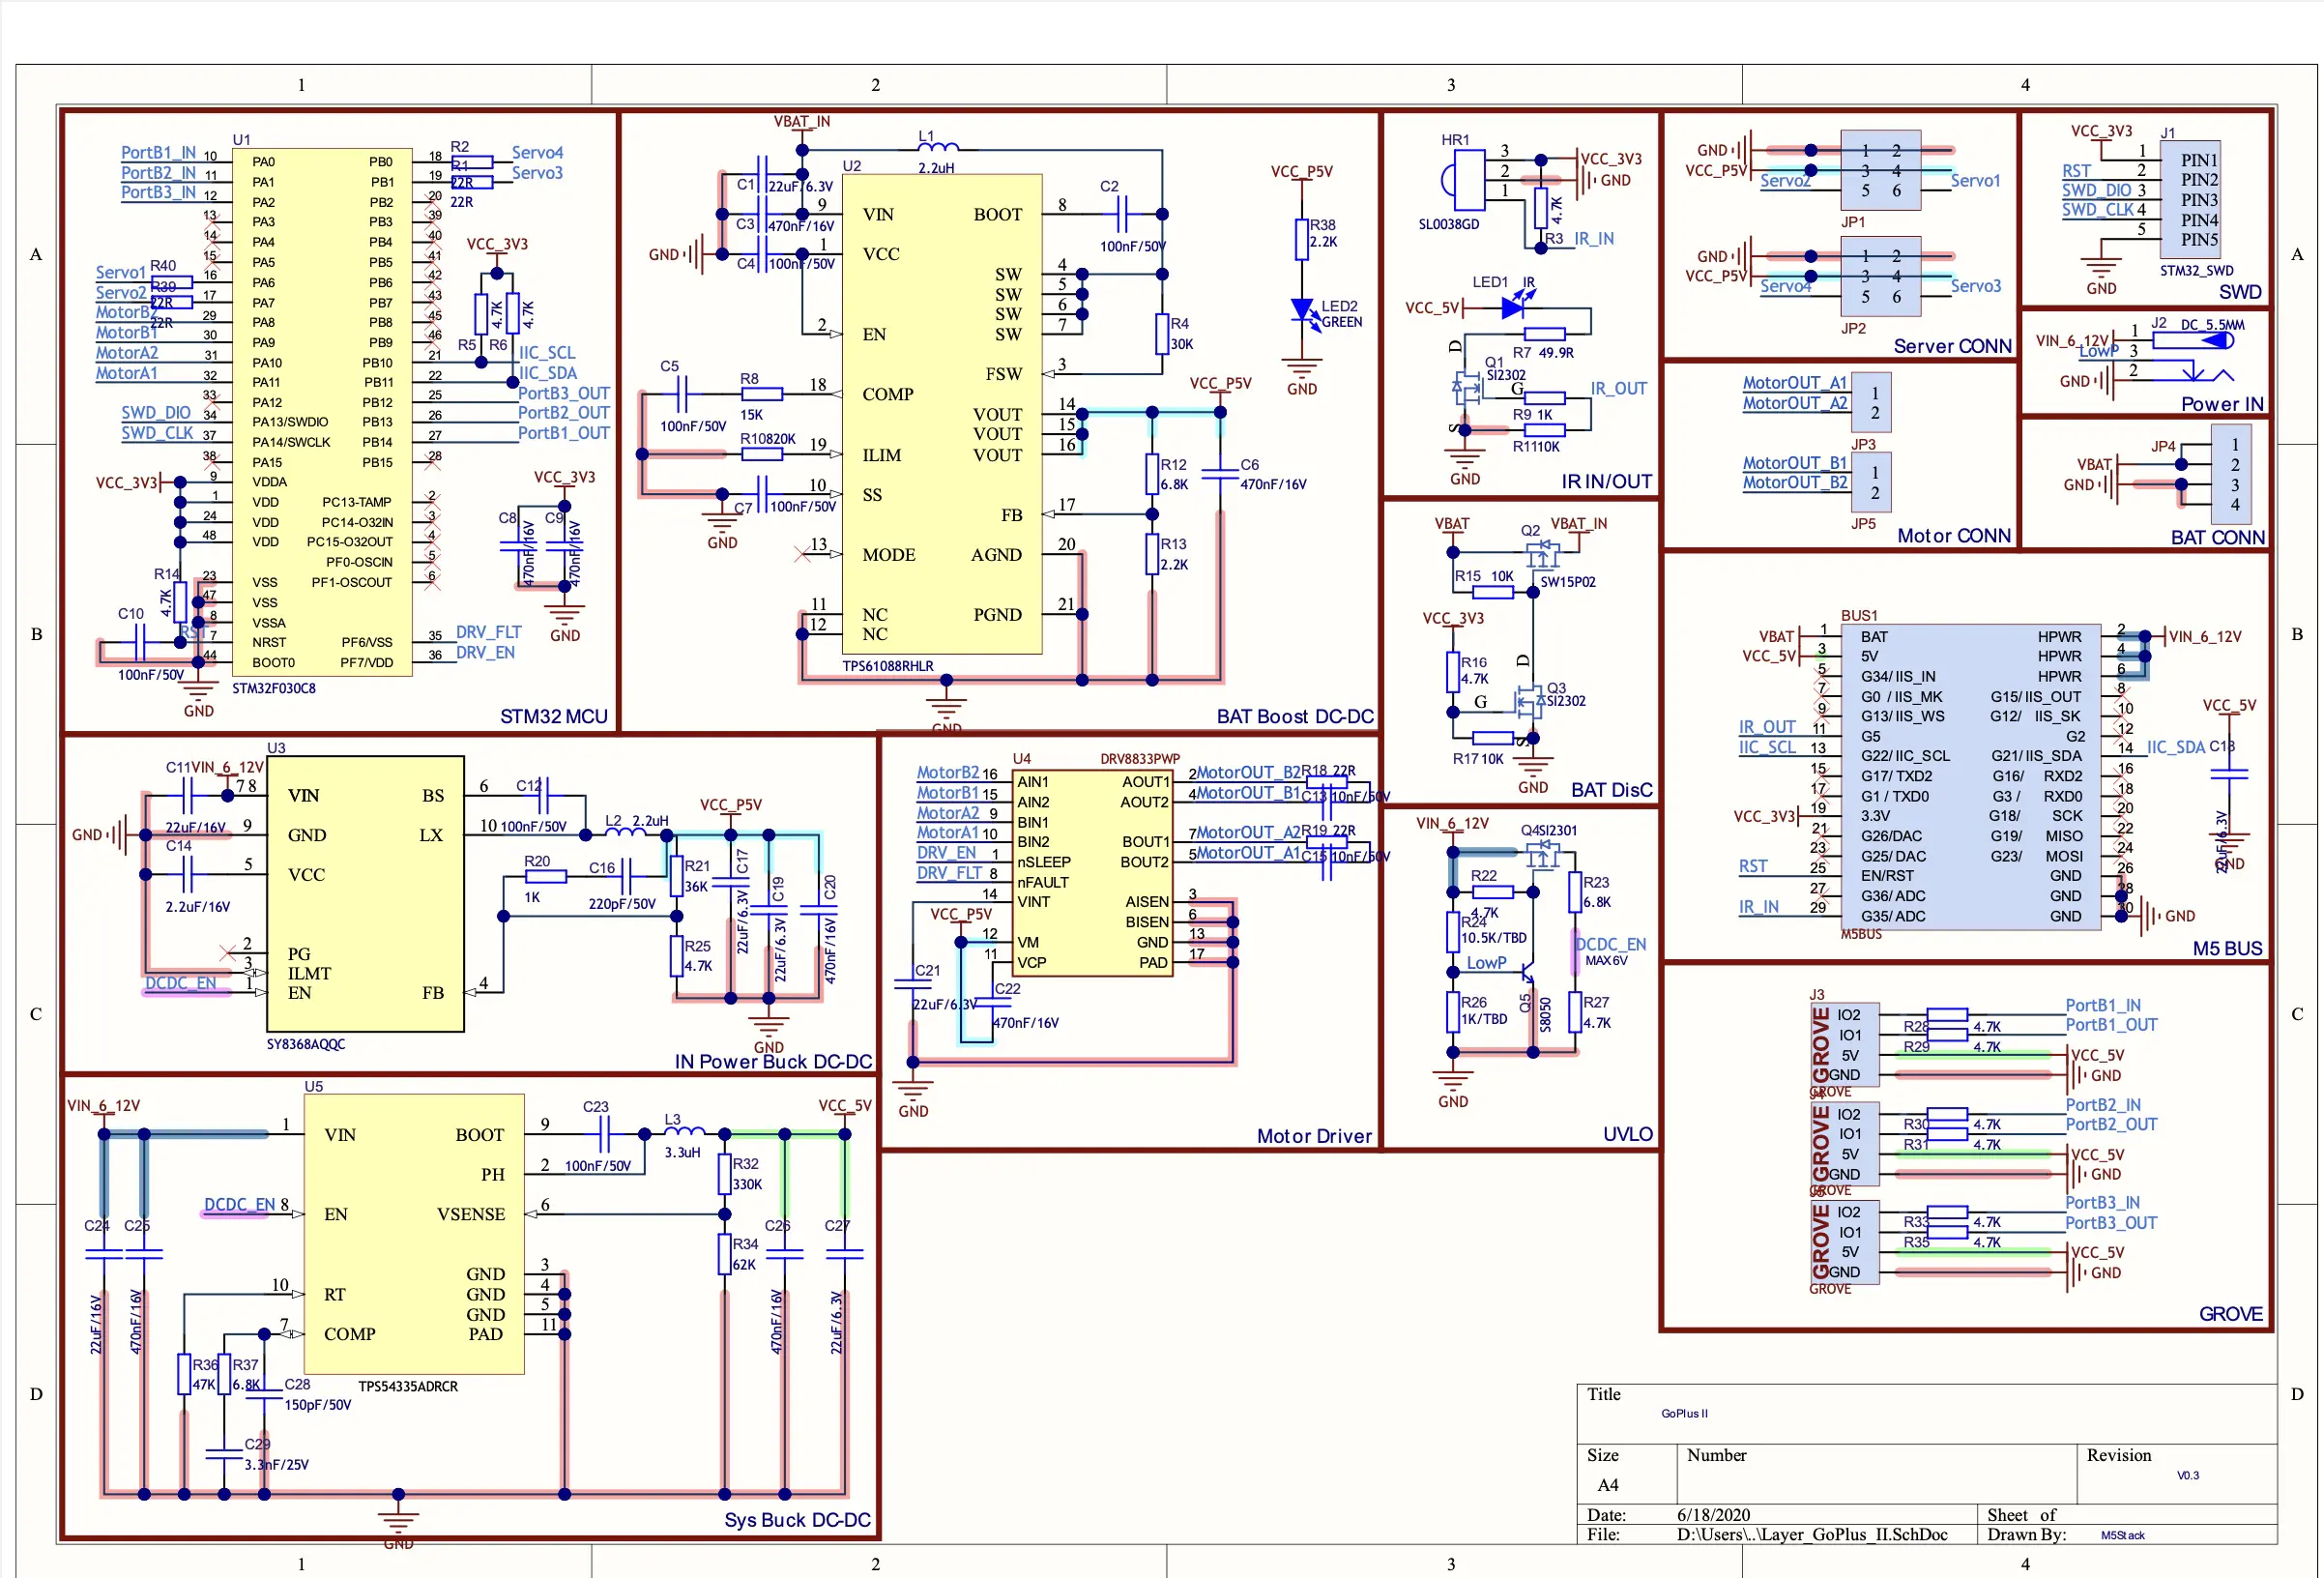 1 2 3 4
A
B
C
D
U1
PortB1_IN 10 PA0 PB0 18 R2 Servo4
PortB2_IN 11 PA1 PB1 19 R1 22R Servo3
PortB3_IN 12 PA2 PB2 20 22R
13 PA3 PB3 39
14 PA4 PB4 40
15 PA5 PB5 41
Servo1 R40 16 PA6 PB6 42
Servo2 R39 22R 17 PA7 PB7 43
MotorB2 22R 29 PA8 PB8 45
MotorB1 30 PA9 PB9 46
MotorA2 31 PA10 PB10 21 IIC_SCL
MotorA1 32 PA11 PB11 22 IIC_SDA
33 PA12 PB12 25 PortB3_OUT
SWD_DIO 34 PA13/SWDIO PB13 26 PortB2_OUT
SWD_CLK 37 PA14/SWCLK PB14 27 PortB1_OUT
38 PA15 PB15 28
VCC_3V3 9 VDDA
1 VDD PC13-TAMP 2
24 VDD PC14-O32IN 3
48 VDD PC15-O32OUT 4
PF0-OSCIN 5
23 VSS PF1-OSCOUT 6
47 VSS
8 VSSA
RST 7 NRST PF6/VSS 35 DRV_FLT
44 BOOT0 PF7/VDD 36 DRV_EN
STM32F030C8
VCC_3V3
4.7K 4.7K
R5 R6
VCC_3V3
C8 C9
470nF/16V 470nF/16V
GND
R14
4.7K
C10
100nF/50V
GND
STM32 MCU
VBAT_IN
L1
2.2uH
U2
C1 22uF/6.3V
C3 470nF/16V
GND C4 100nF/50V
9 VIN BOOT 8
C2
100nF/50V
1 VCC
SW 4
SW 5
SW 6
2 EN SW 7
R4
30K
FSW 3
C5
100nF/50V
R8
15K
18 COMP
VCC_P5V
VOUT 14
VOUT 15
R10 820K 19 ILIM VOUT 16
R12
6.8K
C6
470nF/16V
C7 100nF/50V 10 SS
GND
FB 17
13 MODE AGND 20
R13
2.2K
11 NC PGND 21
12 NC
TPS61088RHLR
GND
VCC_P5V
R38
2.2K
LED2
GREEN
GND
BAT Boost DC-DC
HR1
3 VCC_3V3
2 GND
1
SL0038GD
4.7K
R3 IR_IN
LED1 IR
VCC_5V
R7 49.9R
D
Q1
SI2302
G
IR_OUT
R9 1K
S
R11 10K
GND
IR IN/OUT
VBAT Q2 VBAT_IN
R15 10K
SW15P02
VCC_3V3
R16
4.7K
D
Q3
G SI2302
R17 10K
S
GND
BAT DisC
GND 1 2
VCC_P5V 3 4
Servo2 5 6 Servo1
JP1
GND 1 2
VCC_P5V 3 4
Servo4 5 6 Servo3
JP2
Server CONN
VCC_3V3 J1
1 PIN1
RST 2 PIN2
SWD_DIO 3 PIN3
SWD_CLK 4 PIN4
5 PIN5
GND STM32_SWD
SWD
J2 DC_5.5MM
VIN_6_12V 1
LowP 3
GND 2
Power IN
MotorOUT_A1 1
MotorOUT_A2 2
JP3
MotorOUT_B1 1
MotorOUT_B2 2
JP5
Motor CONN
JP4
1
VBAT 2
GND 3
4
BAT CONN
BUS1
VBAT 1 BAT HPWR 2 VIN_6_12V
VCC_5V 3 5V HPWR 4
5 G34/ IIS_IN HPWR 6
7 G0 / IIS_MK G15/ IIS_OUT 8
9 G13/ IIS_WS G12/ IIS_SK 10
IR_OUT 11 G5 G2 12
IIC_SCL 13 G22/ IIC_SCL G21/ IIS_SDA 14 IIC_SDA
15 G17/ TXD2 G16/ RXD2 16
17 G1 / TXD0 G3 / RXD0 18
VCC_3V3 19 3.3V G18/ SCK 20
21 G26/DAC G19/ MISO 22
23 G25/ DAC G23/ MOSI 24
RST 25 EN/RST GND 26
27 G36/ ADC GND 28
IR_IN 29 G35/ ADC GND 30 GND
M5BUS
VCC_5V
C18
22uF/6.3V
GND
M5 BUS
U3
C11 VIN_6_12V
22uF/16V
7 8 VIN BS 6
C12
100nF/50V
GND 9 GND LX 10
L2 2.2uH
VCC_P5V
C14
2.2uF/16V
5 VCC
R20
1K
C16
220pF/50V
R21
36K
C17
22uF/6.3V
C19
22uF/6.3V
C20
470nF/16V
2 PG
3 ILMT
DCDC_EN 1 EN FB 4
R25
4.7K
GND
SY8368AQQC
IN Power Buck DC-DC
U4 DRV8833PWP
MotorB2 16 AIN1 AOUT1 2 MotorOUT_B2 R18 22R
MotorB1 15 AIN2 AOUT2 4 MotorOUT_B1 C13 10nF/50V
MotorA2 9 BIN1
MotorA1 10 BIN2 BOUT1 7 MotorOUT_A2 R19 22R
DRV_EN 1 nSLEEP BOUT2 5 MotorOUT_A1 C15 10nF/50V
DRV_FLT 8 nFAULT
14 VINT AISEN 3
VCC_P5V BISEN 6
12 VM GND 13
11 VCP PAD 17
C21
22uF/6.3V
C22
470nF/16V
GND
Motor Driver
VIN_6_12V Q4 SI2301
R22
4.7K
R23
6.8K
R24
10.5K/TBD
DCDC_EN
MAX6V
LowP
R26
1K/TBD
Q5
S8050
R27
4.7K
GND
UVLO
J3
GROVE
IO2 PortB1_IN
IO1 R28 4.7K PortB1_OUT
5V R29 4.7K VCC_5V
GND GND
GROVE
GROVE
IO2 PortB2_IN
IO1 R30 4.7K PortB2_OUT
5V R31 4.7K VCC_5V
GND GND
GROVE
GROVE
IO2 PortB3_IN
IO1 R33 4.7K PortB3_OUT
5V R35 4.7K VCC_5V
GND GND
GROVE
GROVE
U5
VIN_6_12V
1 VIN BOOT 9
C23
100nF/50V
L3
3.3uH
VCC_5V
PH 2
R32
330K
DCDC_EN 8 EN VSENSE 6
C24 C25
22uF/16V 470nF/16V
R34
62K
C26 C27
470nF/16V 22uF/6.3V
GND 3
10 RT GND 4
GND 5
7 COMP PAD 11
R36
47K
R37
6.8K
C28
150pF/50V
C29
3.3nF/25V
TPS54335ADRCR
GND
Sys Buck DC-DC
Title
GoPlus II
Size Number Revision
A4 V0.3
Date: 6/18/2020 Sheet of
File: D:\Users\..\Layer_GoPlus_II.SchDoc Drawn By: M5Stack
A
B
C
D
1 2 3 4